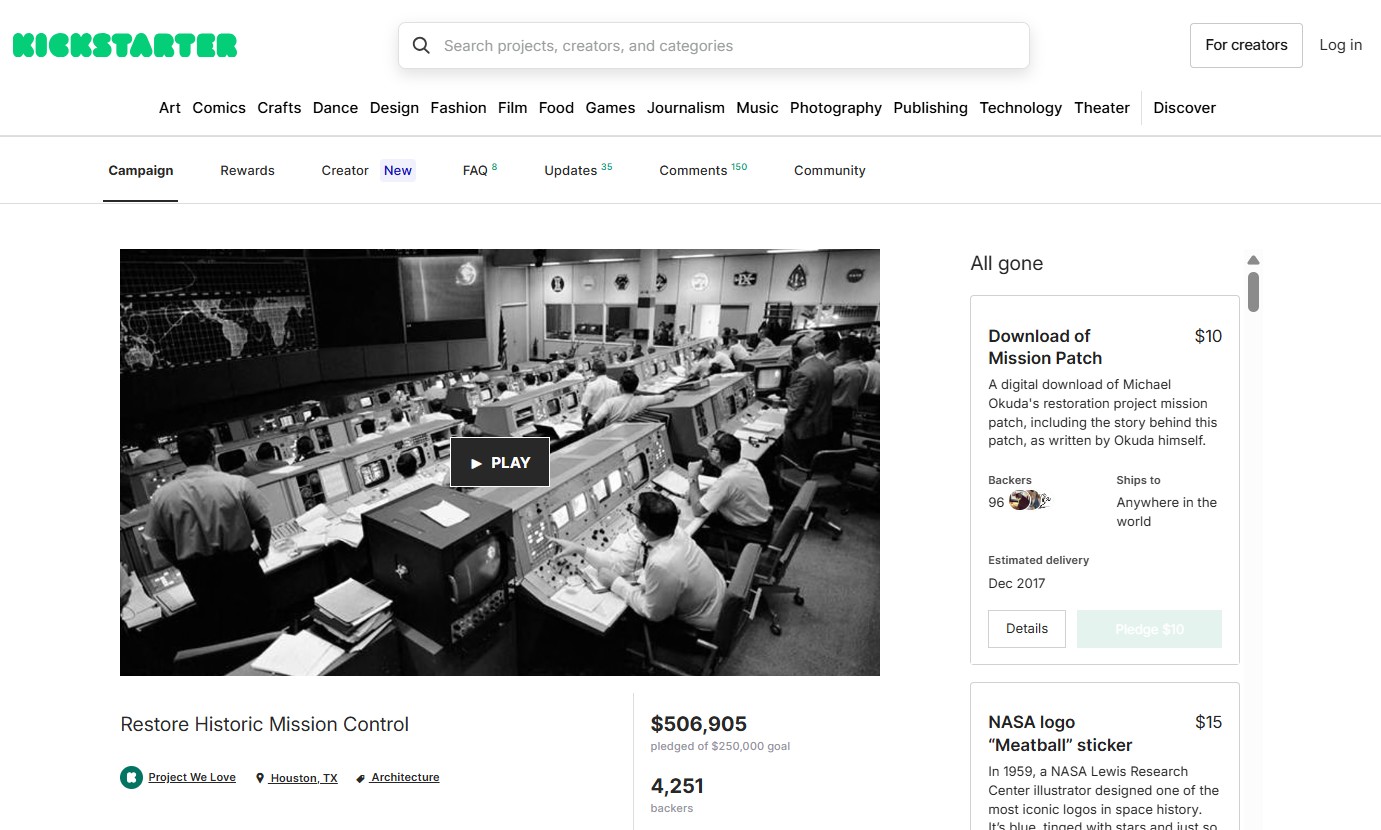 KICKSTARTER
Search projects, creators, and categories
For creators
Log in
Art Comics Crafts Dance Design Fashion Film Food Games Journalism Music Photography Publishing Technology Theater Discover
Campaign Rewards Creator New FAQ 8 Updates 35 Comments 150 Community
PLAY
All gone
Download of $10
Mission Patch
A digital download of Michael
Okuda's restoration project mission
patch, including the story behind this
patch, as written by Okuda himself.
Backers Ships to
96 Anywhere in the
world
Estimated delivery
Dec 2017
Details Pledge $10
Restore Historic Mission Control
Project We Love Houston, TX Architecture
$506,905
pledged of $250,000 goal
4,251
backers
NASA logo $15
“Meatball” sticker
In 1959, a NASA Lewis Research
Center illustrator designed one of the
most iconic logos in space history.
It’s blue, tinged with stars and just so